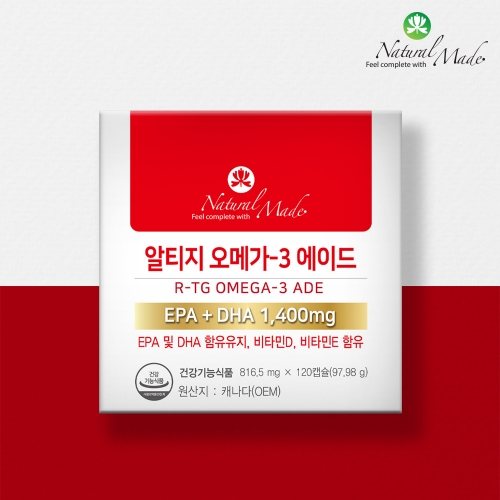 Natural Made
Feel complete with
Natural Made
Feel complete with
알티지 오메가-3 에이드
R-TG OMEGA-3 ADE
EPA + DHA 1,400mg
EPA 및 DHA 함유유지, 비타민D, 비타민E 함유
건강
기능식품
건강기능식품 816.5 mg × 120캡슐(97.98 g)
원산지 : 캐나다(OEM)